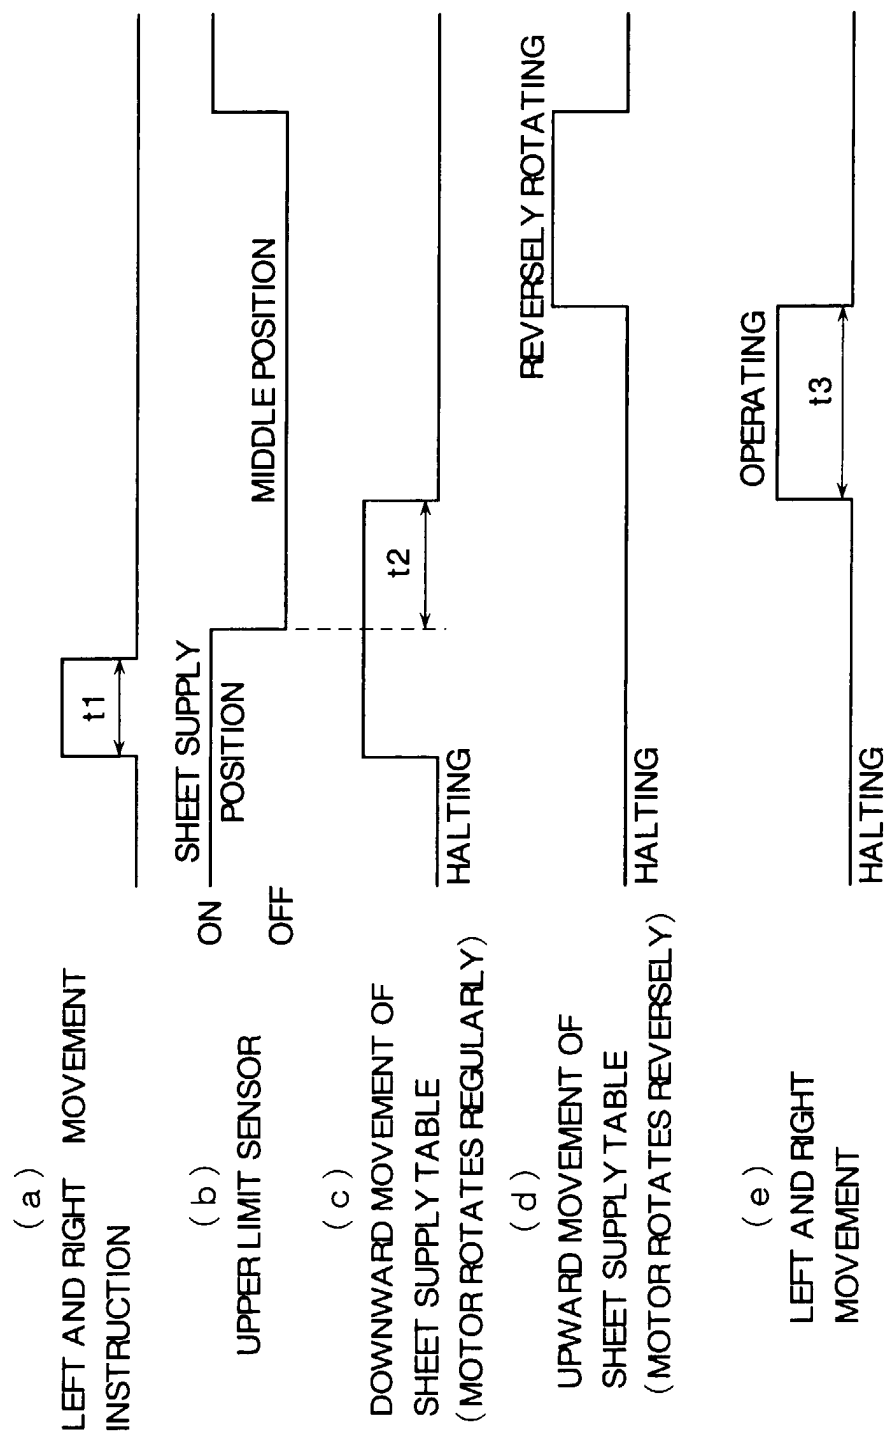 (a)
LEFT AND RIGHT MOVEMENT
INSTRUCTION
t1
(b)
UPPER LIMIT SENSOR
ON
OFF
SHEET SUPPLY
POSITION
MIDDLE POSITION
(c)
DOWNWARD MOVEMENT OF
SHEET SUPPLY TABLE
(MOTOR ROTATES REGULARLY)
HALTING
t2
(d)
UPWARD MOVEMENT OF
SHEET SUPPLY TABLE
(MOTOR ROTATES REVERSELY)
HALTING
REVERSELY ROTATING
(e)
LEFT AND RIGHT
MOVEMENT
HALTING
OPERATING
t3